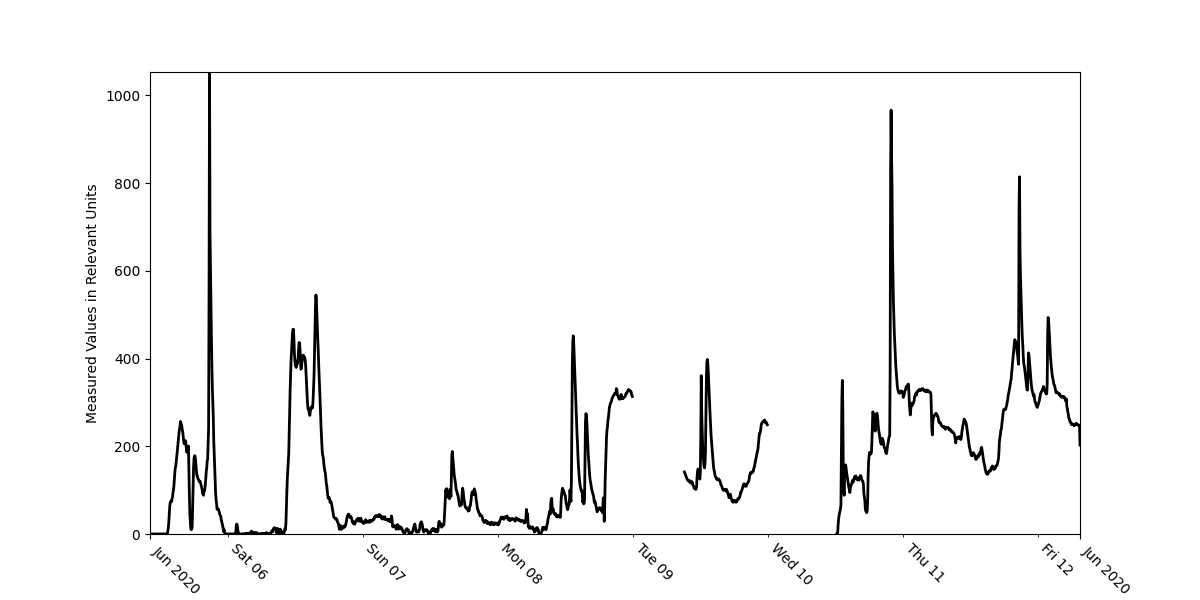 1000
800
600
400
200
0
Measured Values in Relevant Units
Jun 2020
Sat 06
Sun 07
Mon 08
Tue 09
Wed 10
Thu 11
Fri 12
Jun 2020